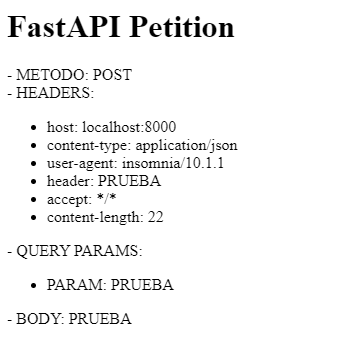 FastAPI Petition
- METODO: POST
- HEADERS:
• host: localhost:8000
• content-type: application/json
• user-agent: insomnia/10.1.1
• header: PRUEBA
• accept: */*
• content-length: 22
- QUERY PARAMS:
• PARAM: PRUEBA
- BODY: PRUEBA